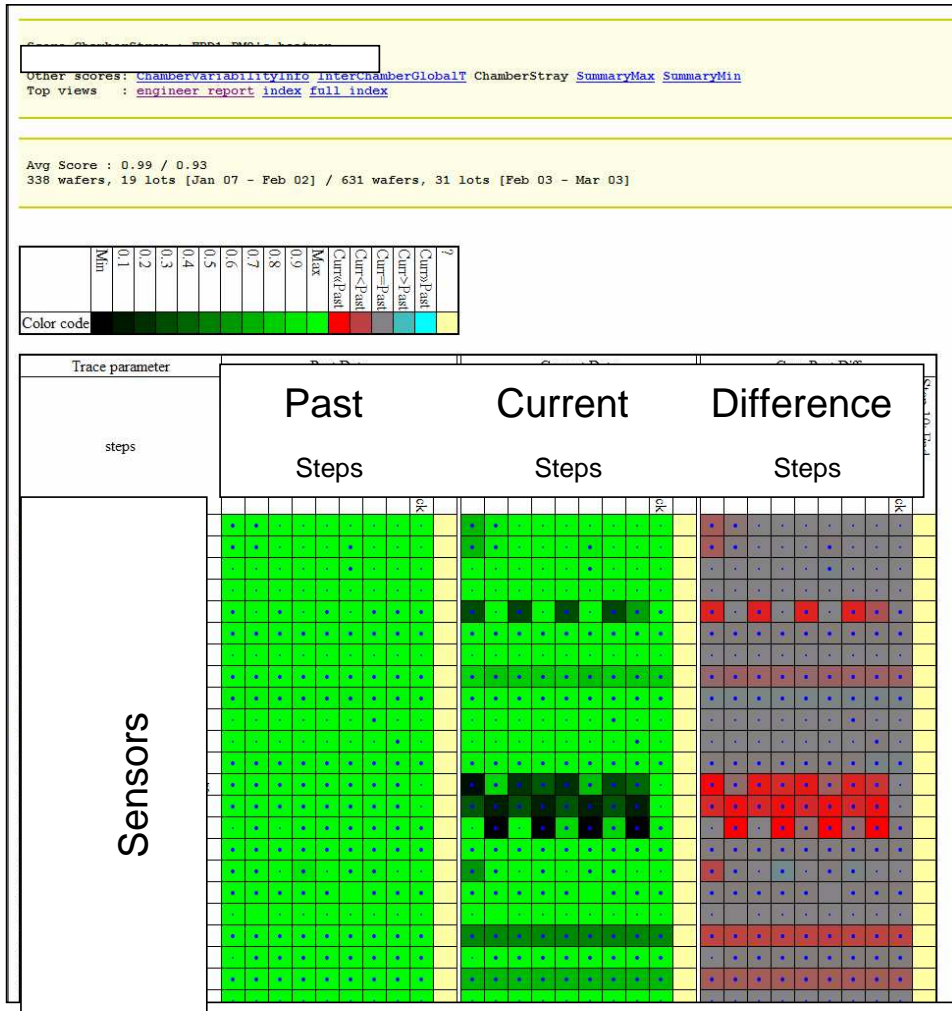 Other scores: ChamberVariabilityInfo InterChamberGlobalT ChamberStray SummaryMax SummaryMin
Top views : engineer report index full index
Avg Score : 0.99 / 0.93
338 wafers, 19 lots [Jan 07 - Feb 02] / 631 wafers, 31 lots [Feb 03 - Mar 03]
Min 0.1 0.2 0.3 0.4 0.5 0.6 0.7 0.8 0.9 Max Curr«Past Curr<Past Curr=Past Curr>Past Curr»Past ?
Color code
Trace parameter
Past Current Difference
steps
Steps Steps Steps
ck ck ck
Sensors